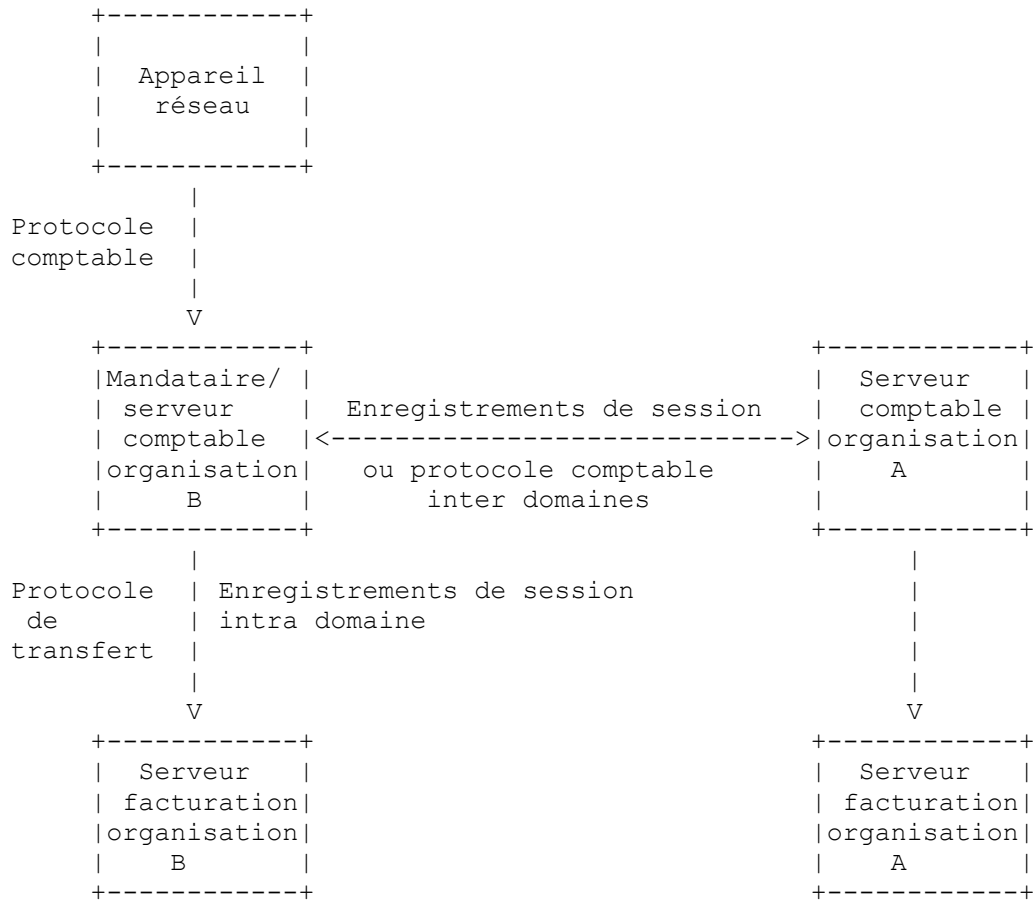 Appareil
réseau
Protocole
comptable
Mandataire/
serveur
comptable
organisation
B
Enregistrements de session
ou protocole comptable
inter domaines
Serveur
comptable
organisation
A
Protocole
de
transfert
Enregistrements de session
intra domaine
Serveur
facturation
organisation
B
Serveur
facturation
organisation
A